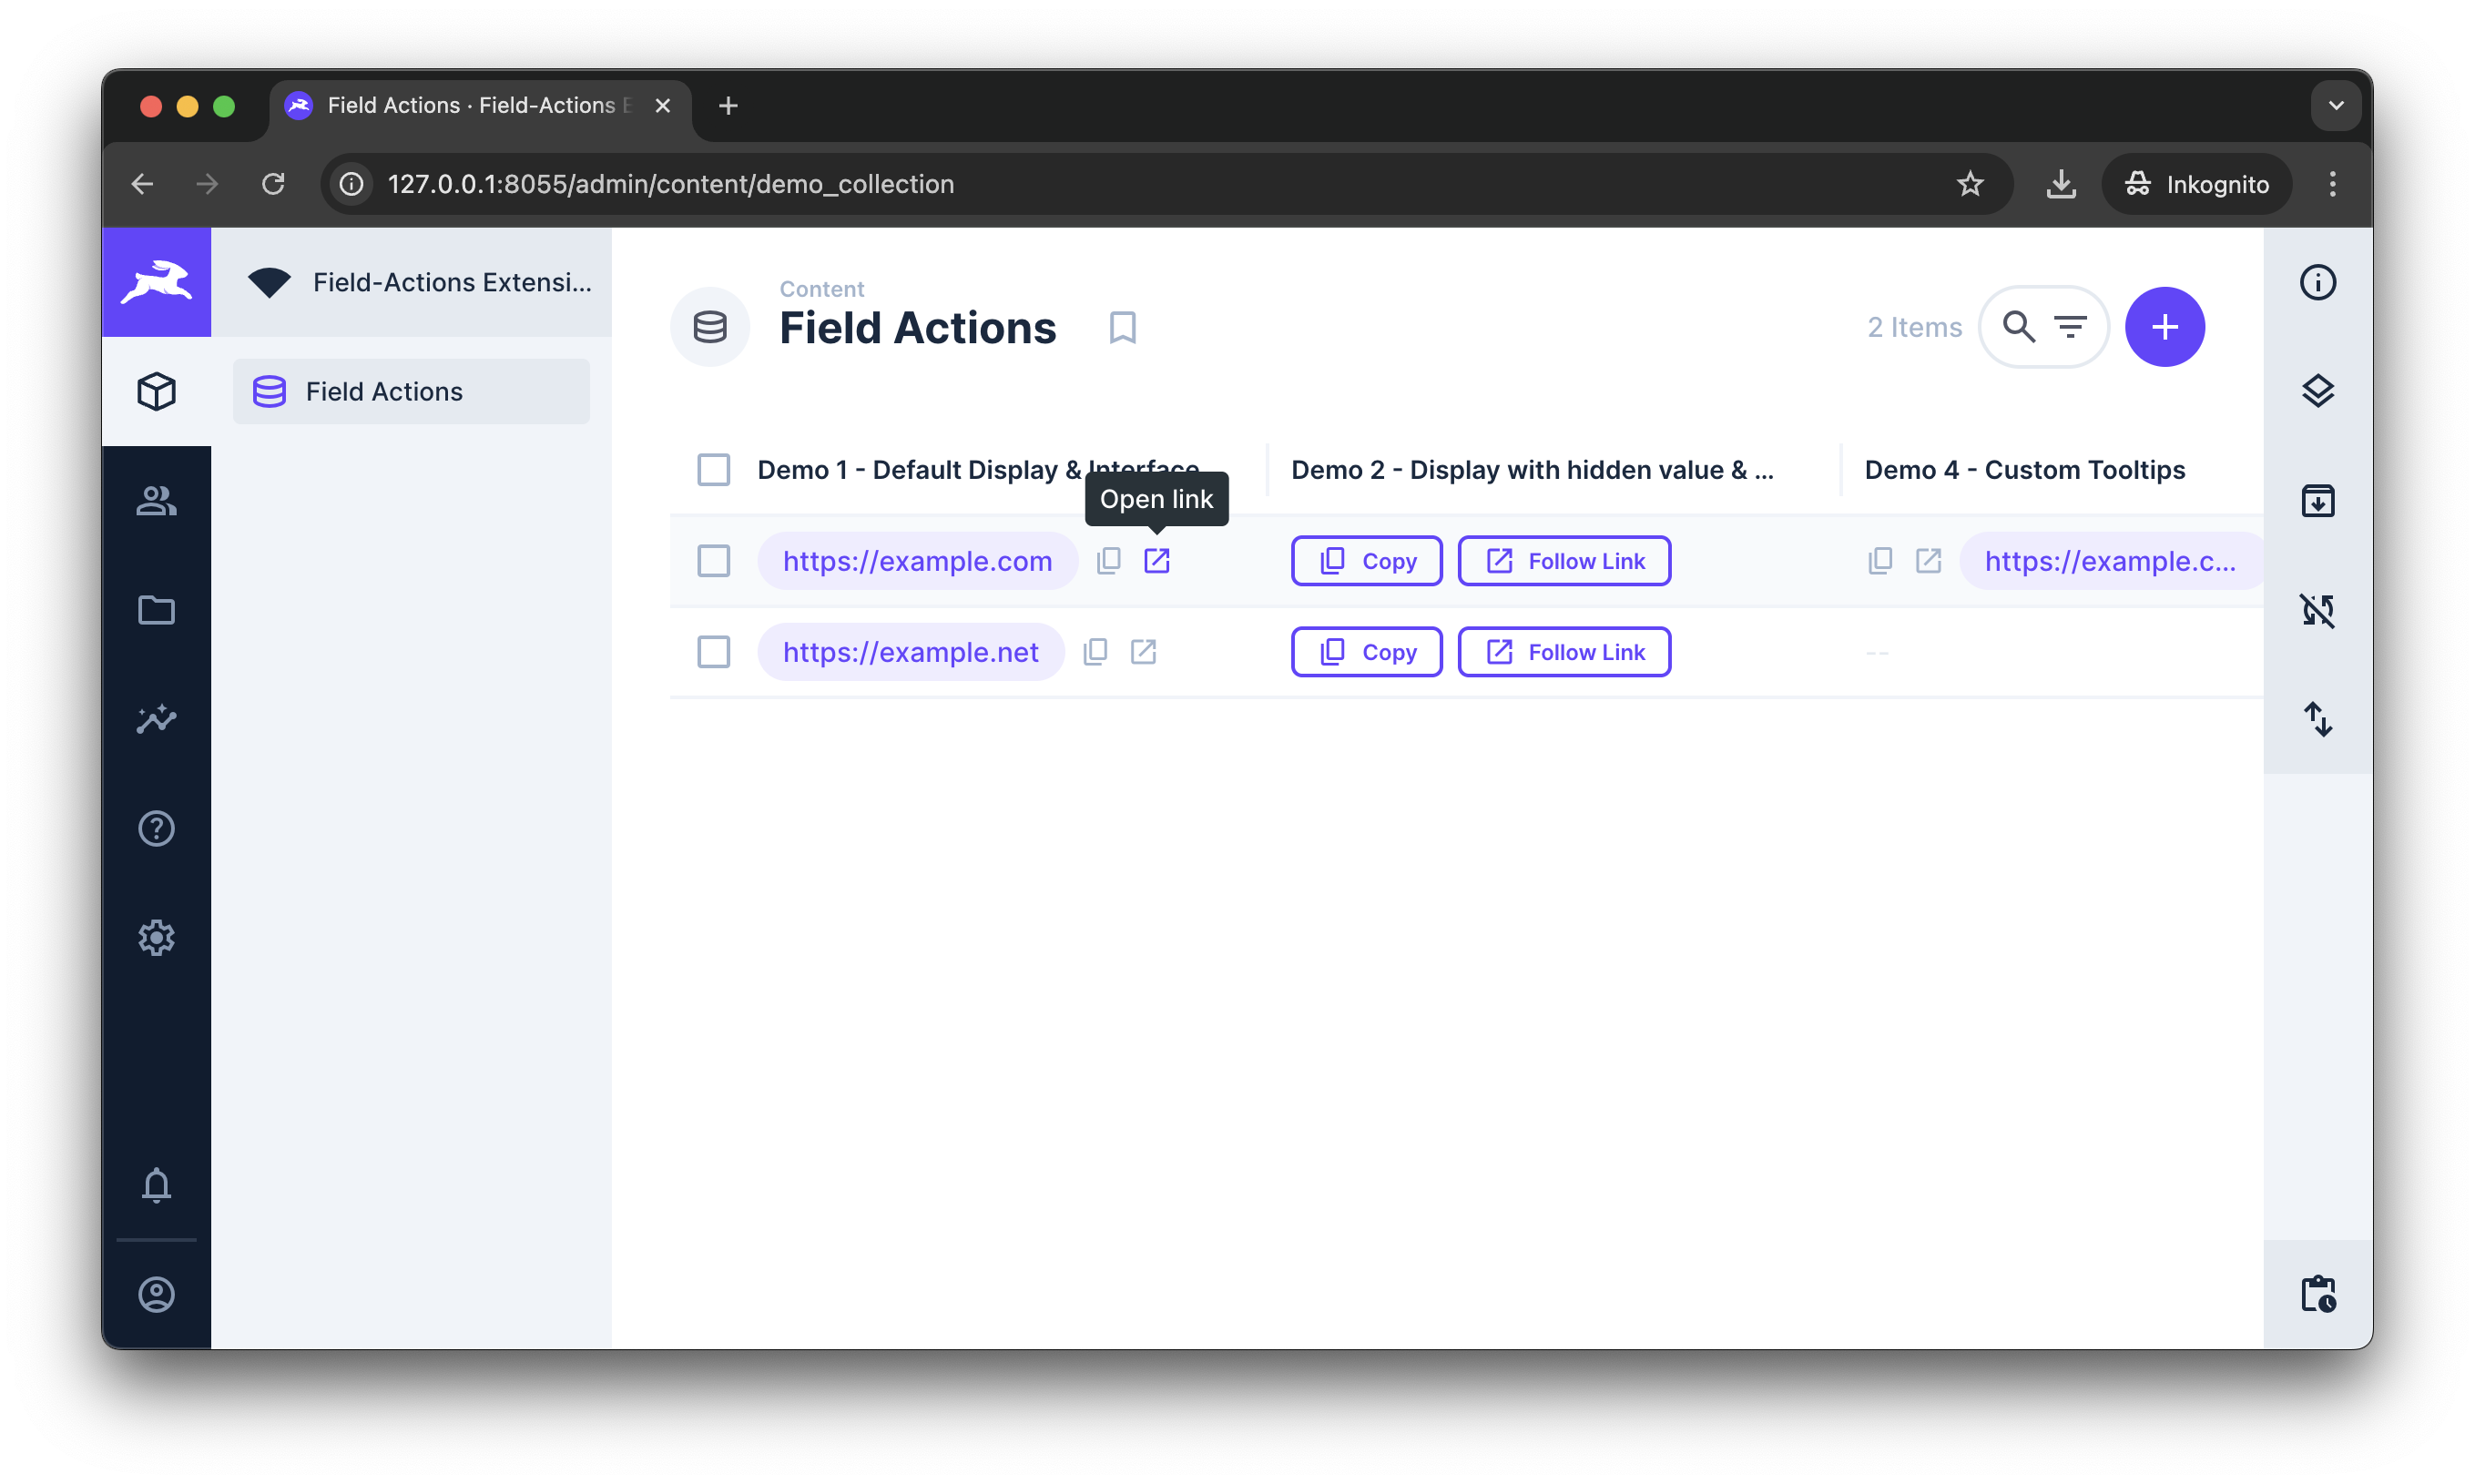 Field Actions · Field-Actions E
127.0.0.1:8055/admin/content/demo_collection
Inkognito
Field-Actions Extensi...
Field Actions
Content
Field Actions
2 Items
Demo 1 - Default Display & Interface
Demo 2 - Display with hidden value & ...
Demo 4 - Custom Tooltips
Open link
https://example.com
Copy
Follow Link
https://example.c...
https://example.net
Copy
Follow Link
--